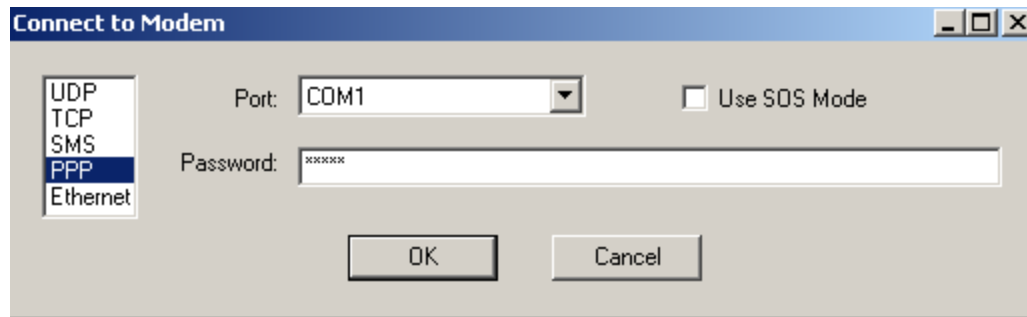 Connect to Modem
UDP
TCP
SMS
PPP
Ethernet
Port: COM1
Use SOS Mode
Password: *****
OK
Cancel